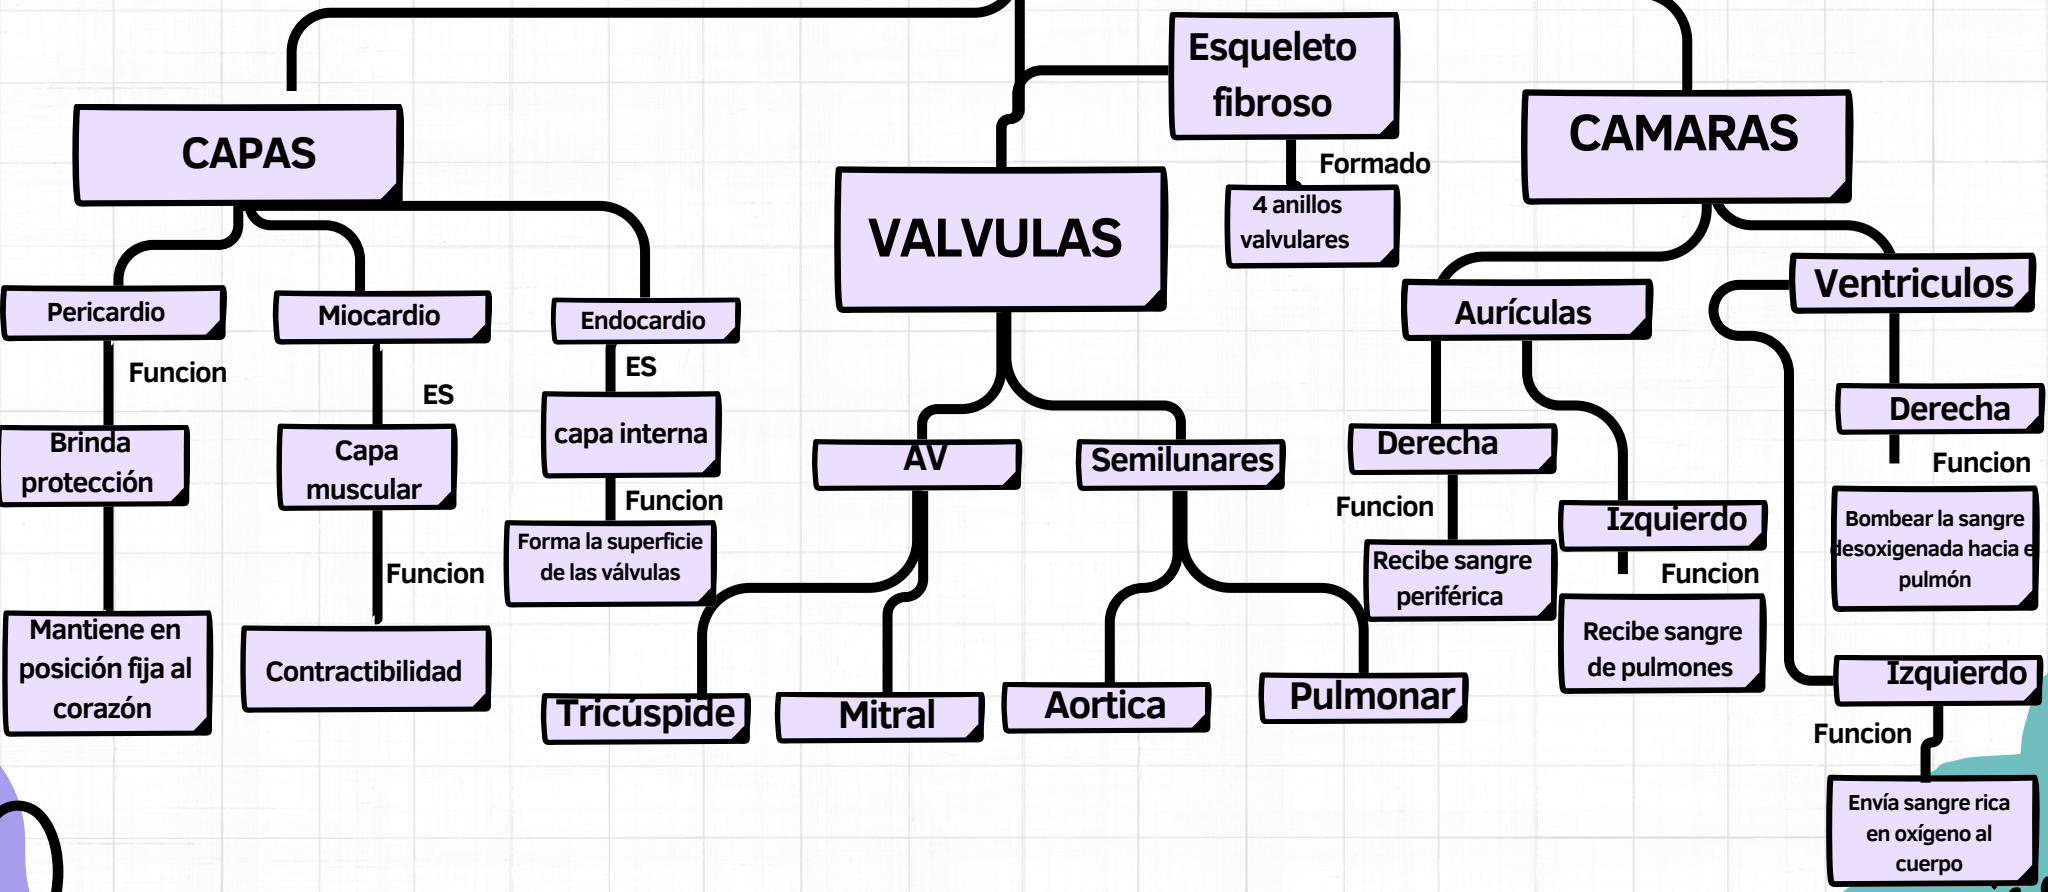 Esqueleto
fibroso
Formado
4 anillos
valvulares
CAPAS
Pericardio
Funcion
Brinda
protección
Mantiene en
posición fija al
corazón
Miocardio
ES
Capa
muscular
Funcion
Contractibilidad
Endocardio
ES
capa interna
Funcion
Forma la superficie
de las válvulas
VALVULAS
AV
Tricúspide
Mitral
Semilunares
Aortica
Pulmonar
CAMARAS
Aurículas
Derecha
Funcion
Recibe sangre
periférica
Izquierdo
Funcion
Recibe sangre
de pulmones
Ventriculos
Derecha
Funcion
Bombear la sangre
desoxigenada hacia el
pulmón
Izquierdo
Funcion
Envía sangre rica
en oxígeno al
cuerpo